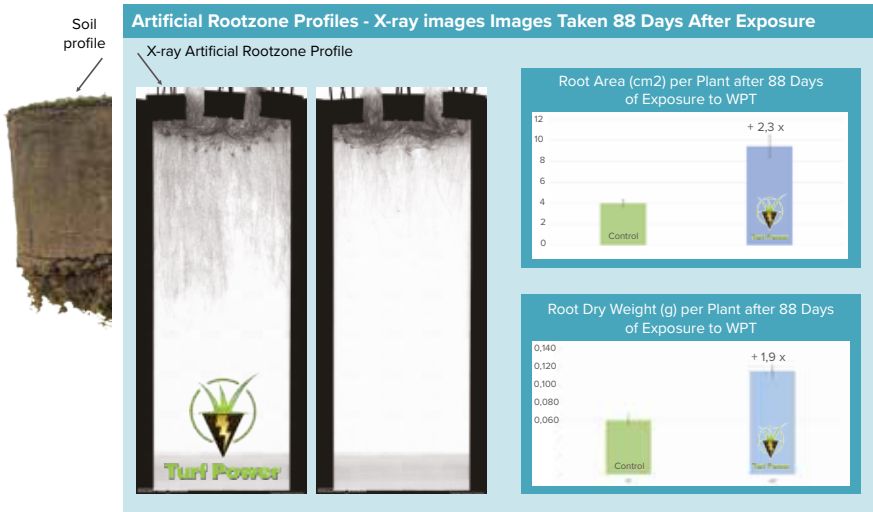 Artificial Rootzone Profiles - X-ray images Images Taken 88 Days After Exposure
Soil
profile
X-ray Artificial Rootzone Profile
Turf Power
Root Area (cm2) per Plant after 88 Days
of Exposure to WPT
12
10
8
6
4
2
0
+ 2,3 x
Control
Turf Power
Root Dry Weight (g) per Plant after 88 Days
of Exposure to WPT
0,140
0,120
0,100
0,080
0,060
+ 1,9 x
Control
Turf Power